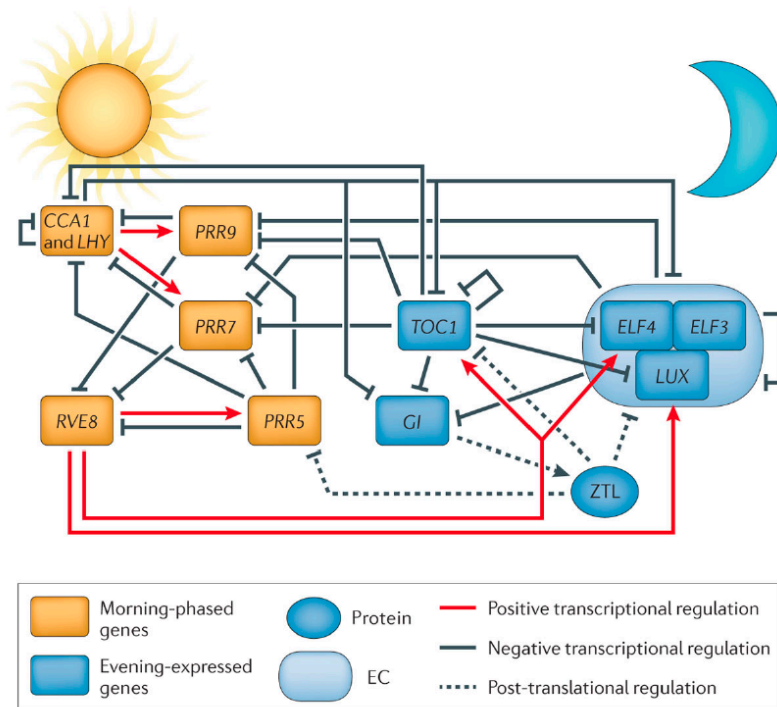 CCA1
and LHY
PRR9
PRR7
TOC1
ELF4
ELF3
LUX
RVE8
PRR5
GI
ZTL
Morning-phased
genes
Protein
Positive transcriptional regulation
Negative transcriptional regulation
Evening-expressed
genes
EC
Post-translational regulation